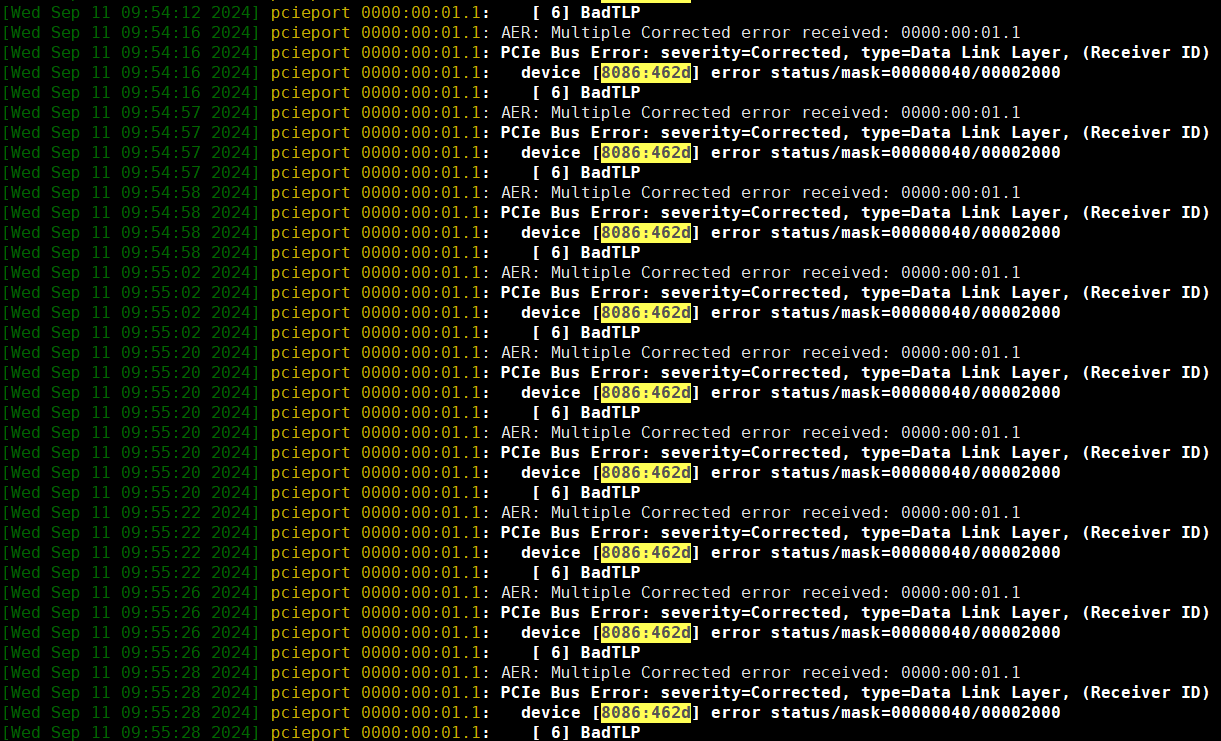 [Wed Sep 11 09:54:12 2024] pcieport 0000:00:01.1:    [ 6] BadTLP
[Wed Sep 11 09:54:16 2024] pcieport 0000:00:01.1: AER: Multiple Corrected error received: 0000:00:01.1
[Wed Sep 11 09:54:16 2024] pcieport 0000:00:01.1: PCIe Bus Error: severity=Corrected, type=Data Link Layer, (Receiver ID)
[Wed Sep 11 09:54:16 2024] pcieport 0000:00:01.1:   device [8086:462d] error status/mask=00000040/00002000
[Wed Sep 11 09:54:16 2024] pcieport 0000:00:01.1:    [ 6] BadTLP
[Wed Sep 11 09:54:57 2024] pcieport 0000:00:01.1: AER: Multiple Corrected error received: 0000:00:01.1
[Wed Sep 11 09:54:57 2024] pcieport 0000:00:01.1: PCIe Bus Error: severity=Corrected, type=Data Link Layer, (Receiver ID)
[Wed Sep 11 09:54:57 2024] pcieport 0000:00:01.1:   device [8086:462d] error status/mask=00000040/00002000
[Wed Sep 11 09:54:57 2024] pcieport 0000:00:01.1:    [ 6] BadTLP
[Wed Sep 11 09:54:58 2024] pcieport 0000:00:01.1: AER: Multiple Corrected error received: 0000:00:01.1
[Wed Sep 11 09:54:58 2024] pcieport 0000:00:01.1: PCIe Bus Error: severity=Corrected, type=Data Link Layer, (Receiver ID)
[Wed Sep 11 09:54:58 2024] pcieport 0000:00:01.1:   device [8086:462d] error status/mask=00000040/00002000
[Wed Sep 11 09:54:58 2024] pcieport 0000:00:01.1:    [ 6] BadTLP
[Wed Sep 11 09:55:02 2024] pcieport 0000:00:01.1: AER: Multiple Corrected error received: 0000:00:01.1
[Wed Sep 11 09:55:02 2024] pcieport 0000:00:01.1: PCIe Bus Error: severity=Corrected, type=Data Link Layer, (Receiver ID)
[Wed Sep 11 09:55:02 2024] pcieport 0000:00:01.1:   device [8086:462d] error status/mask=00000040/00002000
[Wed Sep 11 09:55:02 2024] pcieport 0000:00:01.1:    [ 6] BadTLP
[Wed Sep 11 09:55:20 2024] pcieport 0000:00:01.1: AER: Multiple Corrected error received: 0000:00:01.1
[Wed Sep 11 09:55:20 2024] pcieport 0000:00:01.1: PCIe Bus Error: severity=Corrected, type=Data Link Layer, (Receiver ID)
[Wed Sep 11 09:55:20 2024] pcieport 0000:00:01.1:   device [8086:462d] error status/mask=00000040/00002000
[Wed Sep 11 09:55:20 2024] pcieport 0000:00:01.1:    [ 6] BadTLP
[Wed Sep 11 09:55:20 2024] pcieport 0000:00:01.1: AER: Multiple Corrected error received: 0000:00:01.1
[Wed Sep 11 09:55:20 2024] pcieport 0000:00:01.1: PCIe Bus Error: severity=Corrected, type=Data Link Layer, (Receiver ID)
[Wed Sep 11 09:55:20 2024] pcieport 0000:00:01.1:   device [8086:462d] error status/mask=00000040/00002000
[Wed Sep 11 09:55:20 2024] pcieport 0000:00:01.1:    [ 6] BadTLP
[Wed Sep 11 09:55:22 2024] pcieport 0000:00:01.1: AER: Multiple Corrected error received: 0000:00:01.1
[Wed Sep 11 09:55:22 2024] pcieport 0000:00:01.1: PCIe Bus Error: severity=Corrected, type=Data Link Layer, (Receiver ID)
[Wed Sep 11 09:55:22 2024] pcieport 0000:00:01.1:   device [8086:462d] error status/mask=00000040/00002000
[Wed Sep 11 09:55:22 2024] pcieport 0000:00:01.1:    [ 6] BadTLP
[Wed Sep 11 09:55:26 2024] pcieport 0000:00:01.1: AER: Multiple Corrected error received: 0000:00:01.1
[Wed Sep 11 09:55:26 2024] pcieport 0000:00:01.1: PCIe Bus Error: severity=Corrected, type=Data Link Layer, (Receiver ID)
[Wed Sep 11 09:55:26 2024] pcieport 0000:00:01.1:   device [8086:462d] error status/mask=00000040/00002000
[Wed Sep 11 09:55:26 2024] pcieport 0000:00:01.1:    [ 6] BadTLP
[Wed Sep 11 09:55:28 2024] pcieport 0000:00:01.1: AER: Multiple Corrected error received: 0000:00:01.1
[Wed Sep 11 09:55:28 2024] pcieport 0000:00:01.1: PCIe Bus Error: severity=Corrected, type=Data Link Layer, (Receiver ID)
[Wed Sep 11 09:55:28 2024] pcieport 0000:00:01.1:   device [8086:462d] error status/mask=00000040/00002000
[Wed Sep 11 09:55:28 2024] pcieport 0000:00:01.1:    [ 6] BadTLP